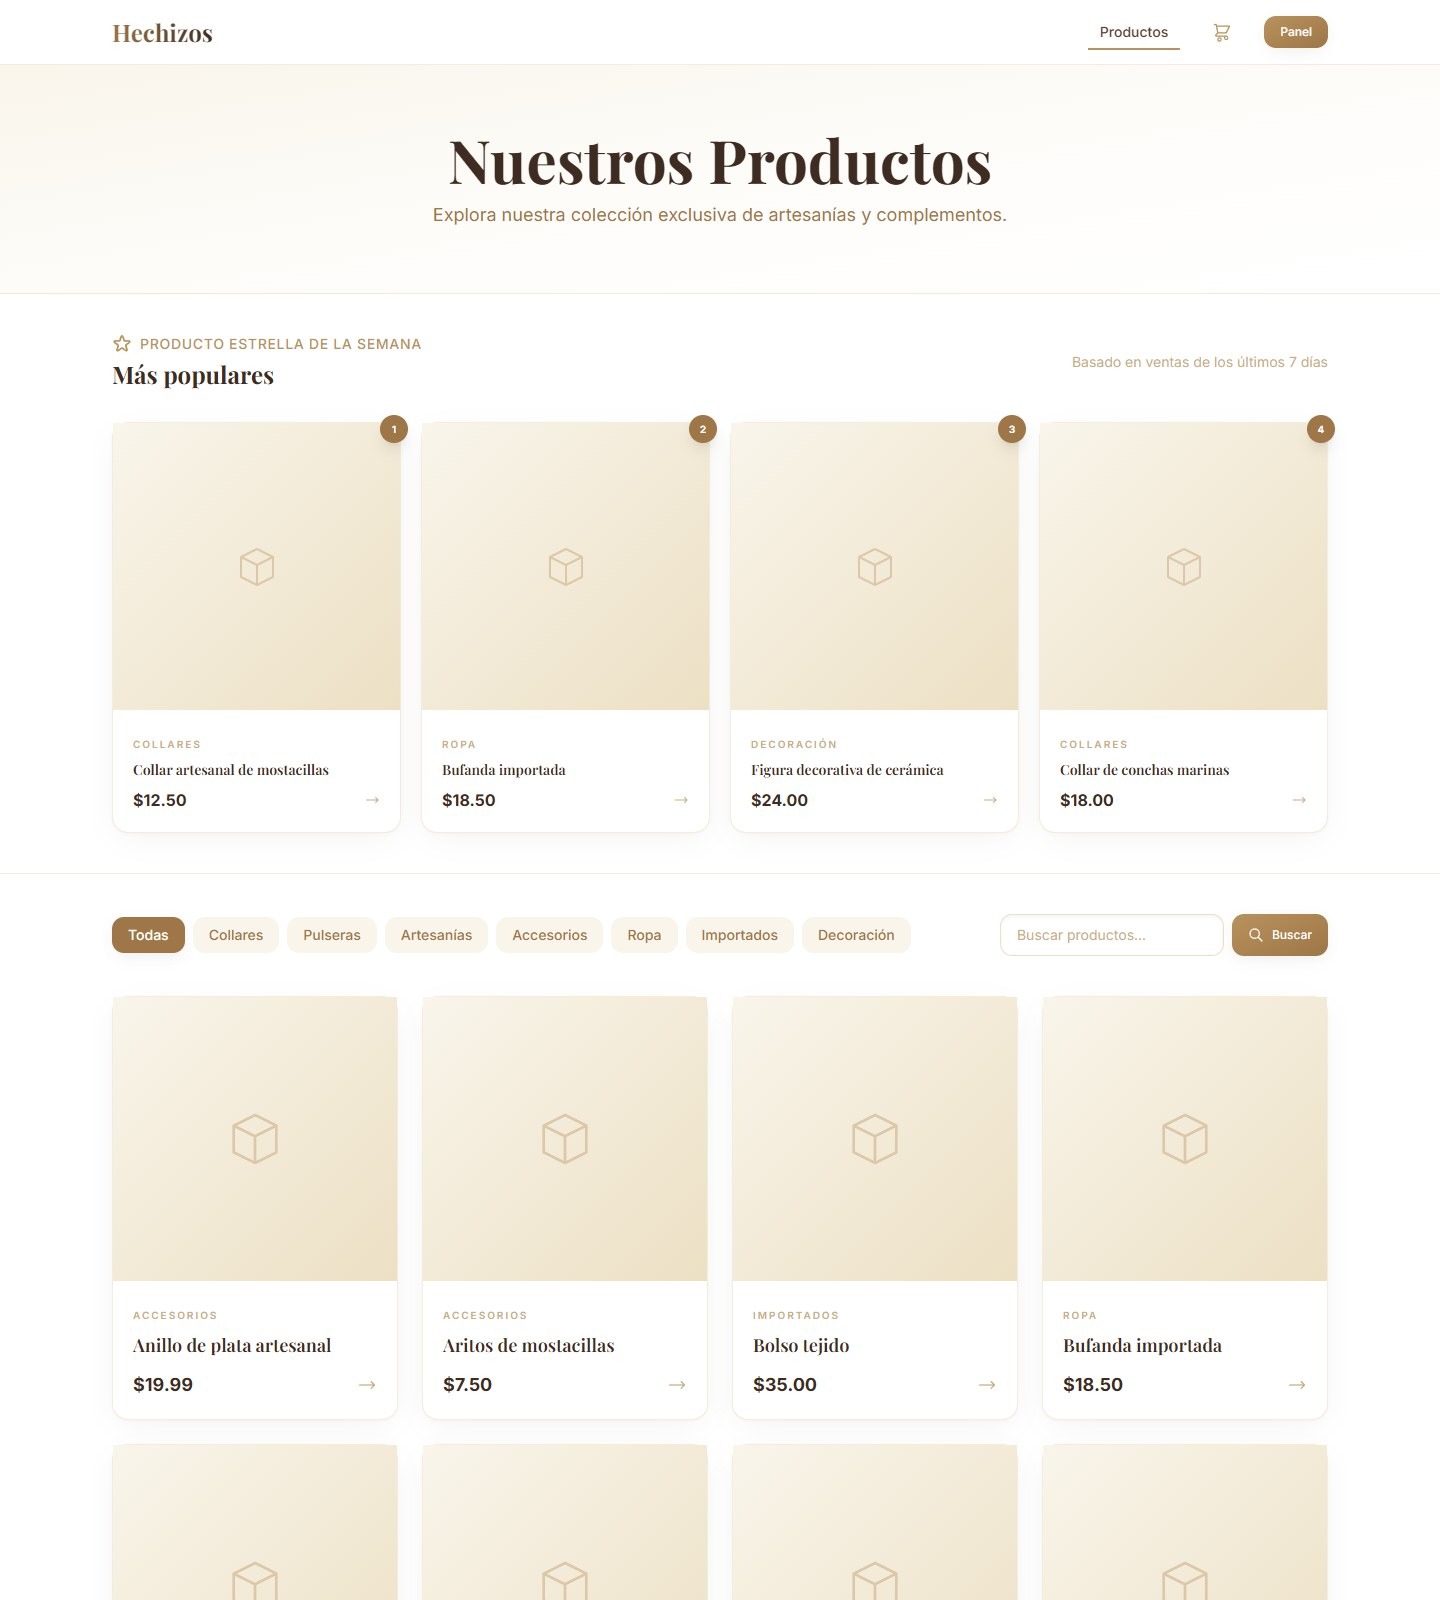 Hechizos
Productos
Panel
Nuestros Productos
Explora nuestra colección exclusiva de artesanías y complementos.
PRODUCTO ESTRELLA DE LA SEMANA
Más populares
Basado en ventas de los últimos 7 días
1
2
3
4
COLLARES
Collar artesanal de mostacillas
$12.50
ROPA
Bufanda importada
$18.50
DECORACIÓN
Figura decorativa de cerámica
$24.00
COLLARES
Collar de conchas marinas
$18.00
Todas
Collares
Pulseras
Artesanías
Accesorios
Ropa
Importados
Decoración
Buscar productos...
Buscar
ACCESORIOS
Anillo de plata artesanal
$19.99
ACCESORIOS
Aritos de mostacillas
$7.50
IMPORTADOS
Bolso tejido
$35.00
ROPA
Bufanda importada
$18.50